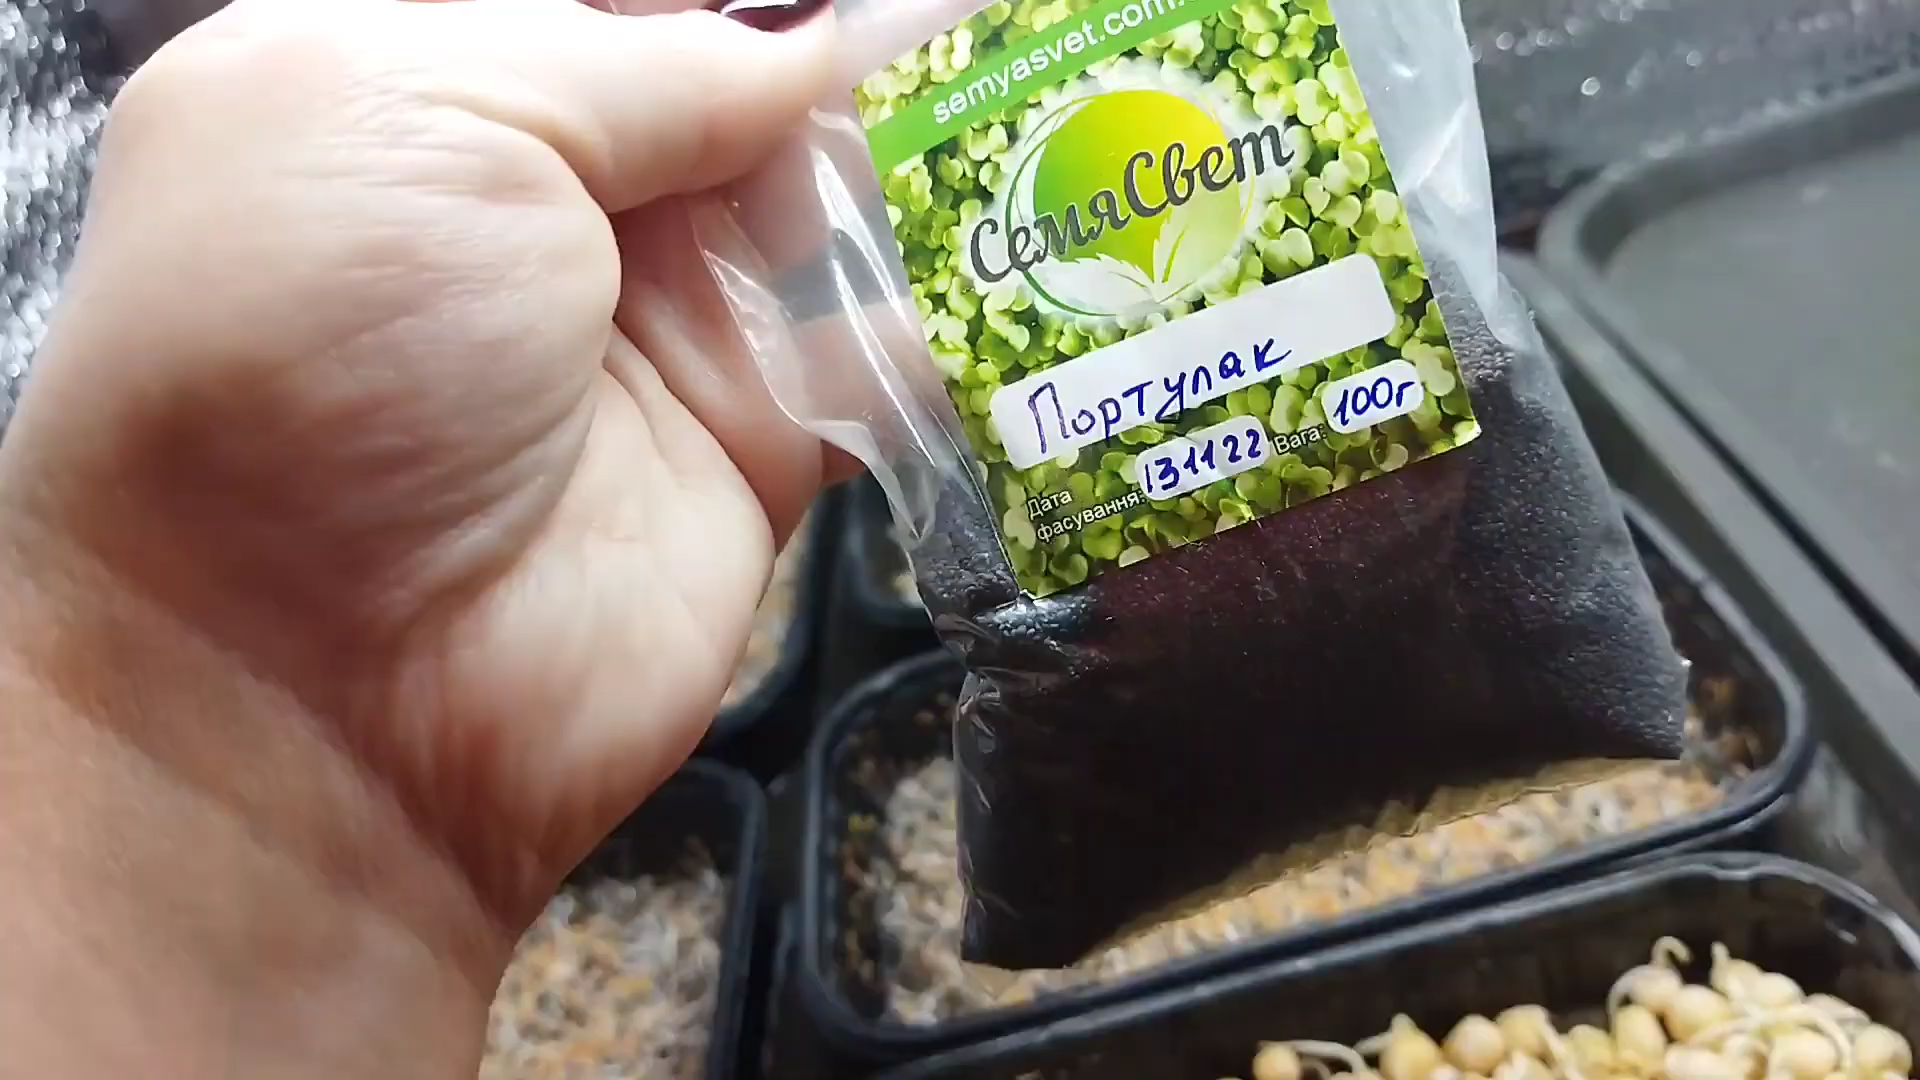 semyasvet.com.
СемяСвет
Портулак
Дата фасування: 131122 Вага: 100г